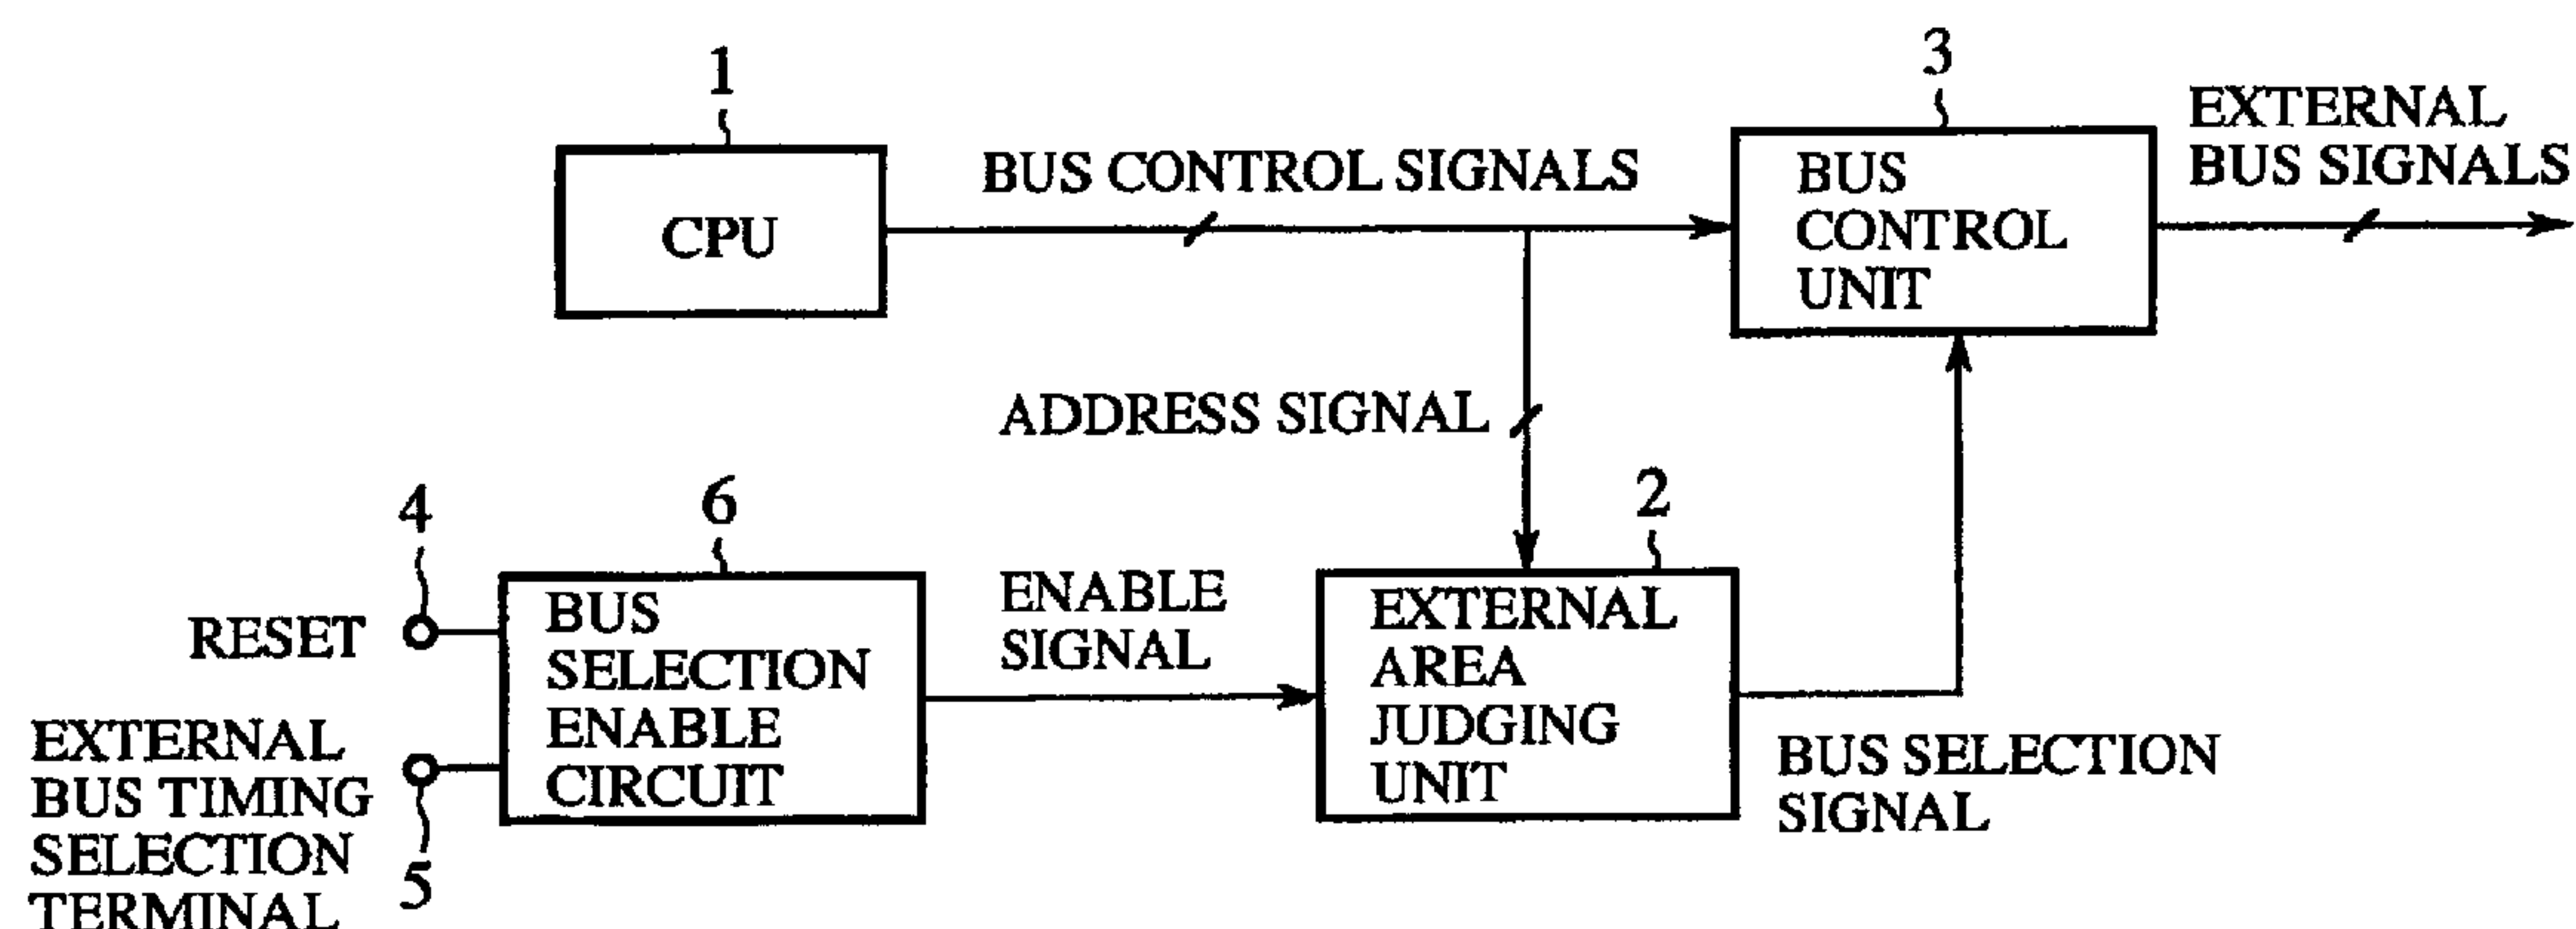 1
CPU
BUS CONTROL SIGNALS
3
BUS
CONTROL
UNIT
EXTERNAL
BUS SIGNALS
ADDRESS SIGNAL
4
RESET
EXTERNAL
BUS TIMING
SELECTION
TERMINAL
5
6
BUS
SELECTION
ENABLE
CIRCUIT
ENABLE
SIGNAL
2
EXTERNAL
AREA
JUDGING
UNIT
BUS SELECTION
SIGNAL